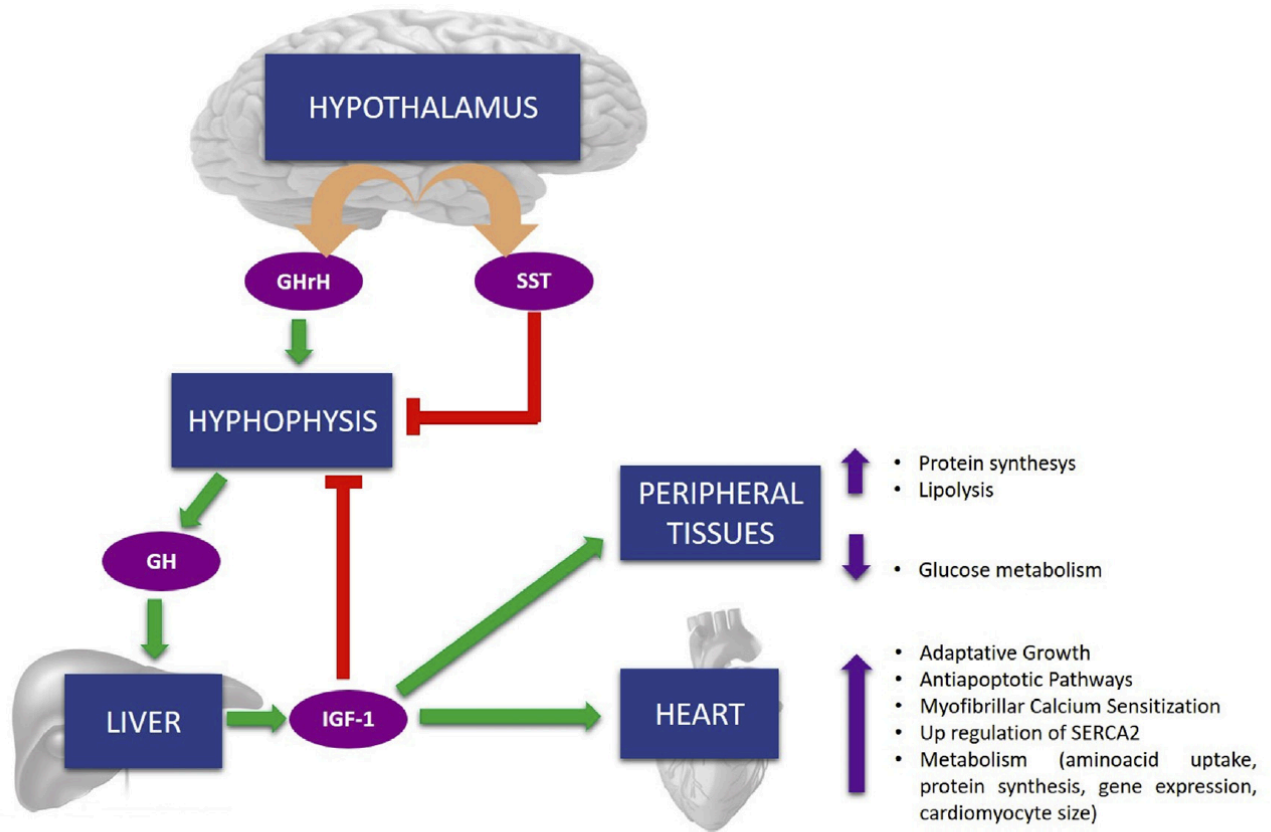 HYPOTHALAMUS
GHrH
SST
HYPHOPHYSIS
GH
LIVER
IGF-1
PERIPHERAL
TISSUES
• Protein synthesys
• Lipolysis
• Glucose metabolism
HEART
• Adaptative Growth
• Antiapoptotic Pathways
• Myofibrillar Calcium Sensitization
• Up regulation of SERCA2
• Metabolism (aminoacid uptake,
protein synthesis, gene expression,
cardiomyocyte size)